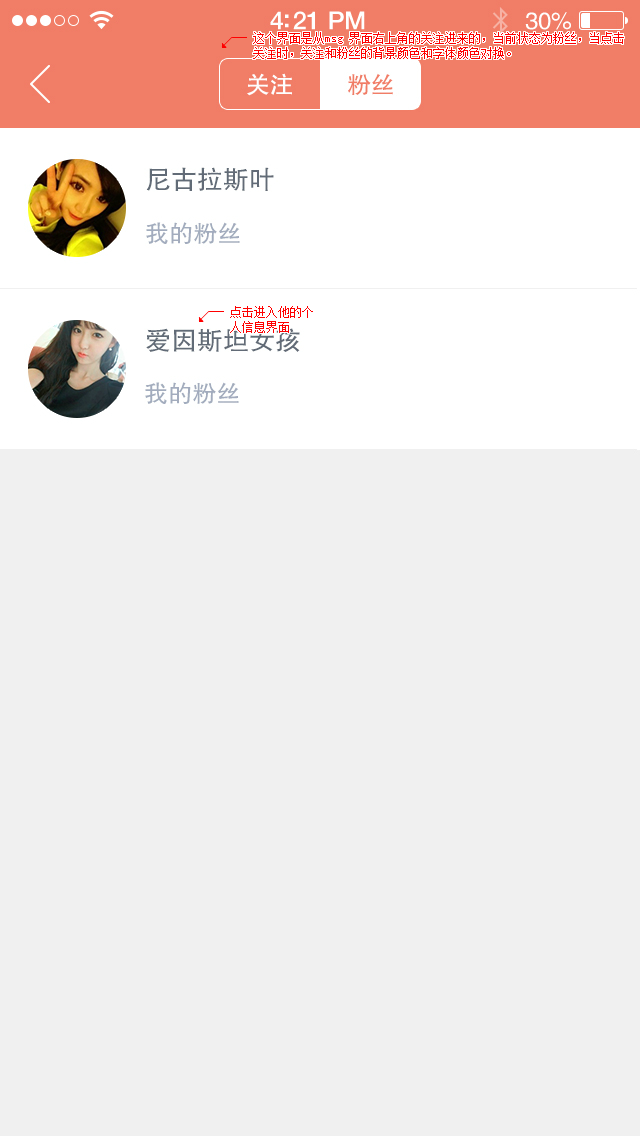 4:21 PM
30%
这个界面是从msg 界面右上角的关注进来的，当前状态为粉丝，当点击
关注时，关注和粉丝的背景颜色和字体颜色对换。
关注
粉丝
尼古拉斯叶
我的粉丝
点击进入他的个
人信息界面。
爱因斯坦女孩
我的粉丝